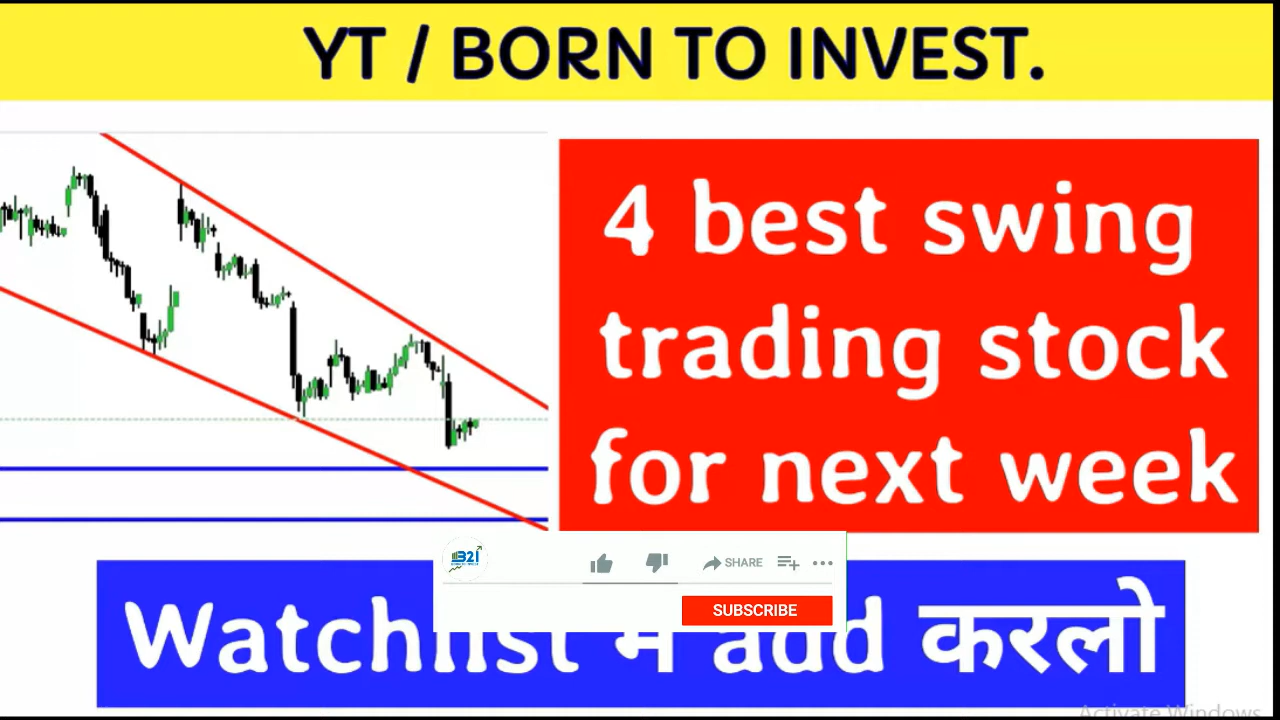 YT / BORN TO INVEST.
4 best swing
trading stock
for next week
B2I
SHARE
SUBSCRIBE
Watchlist में add करलो
Activate Windows